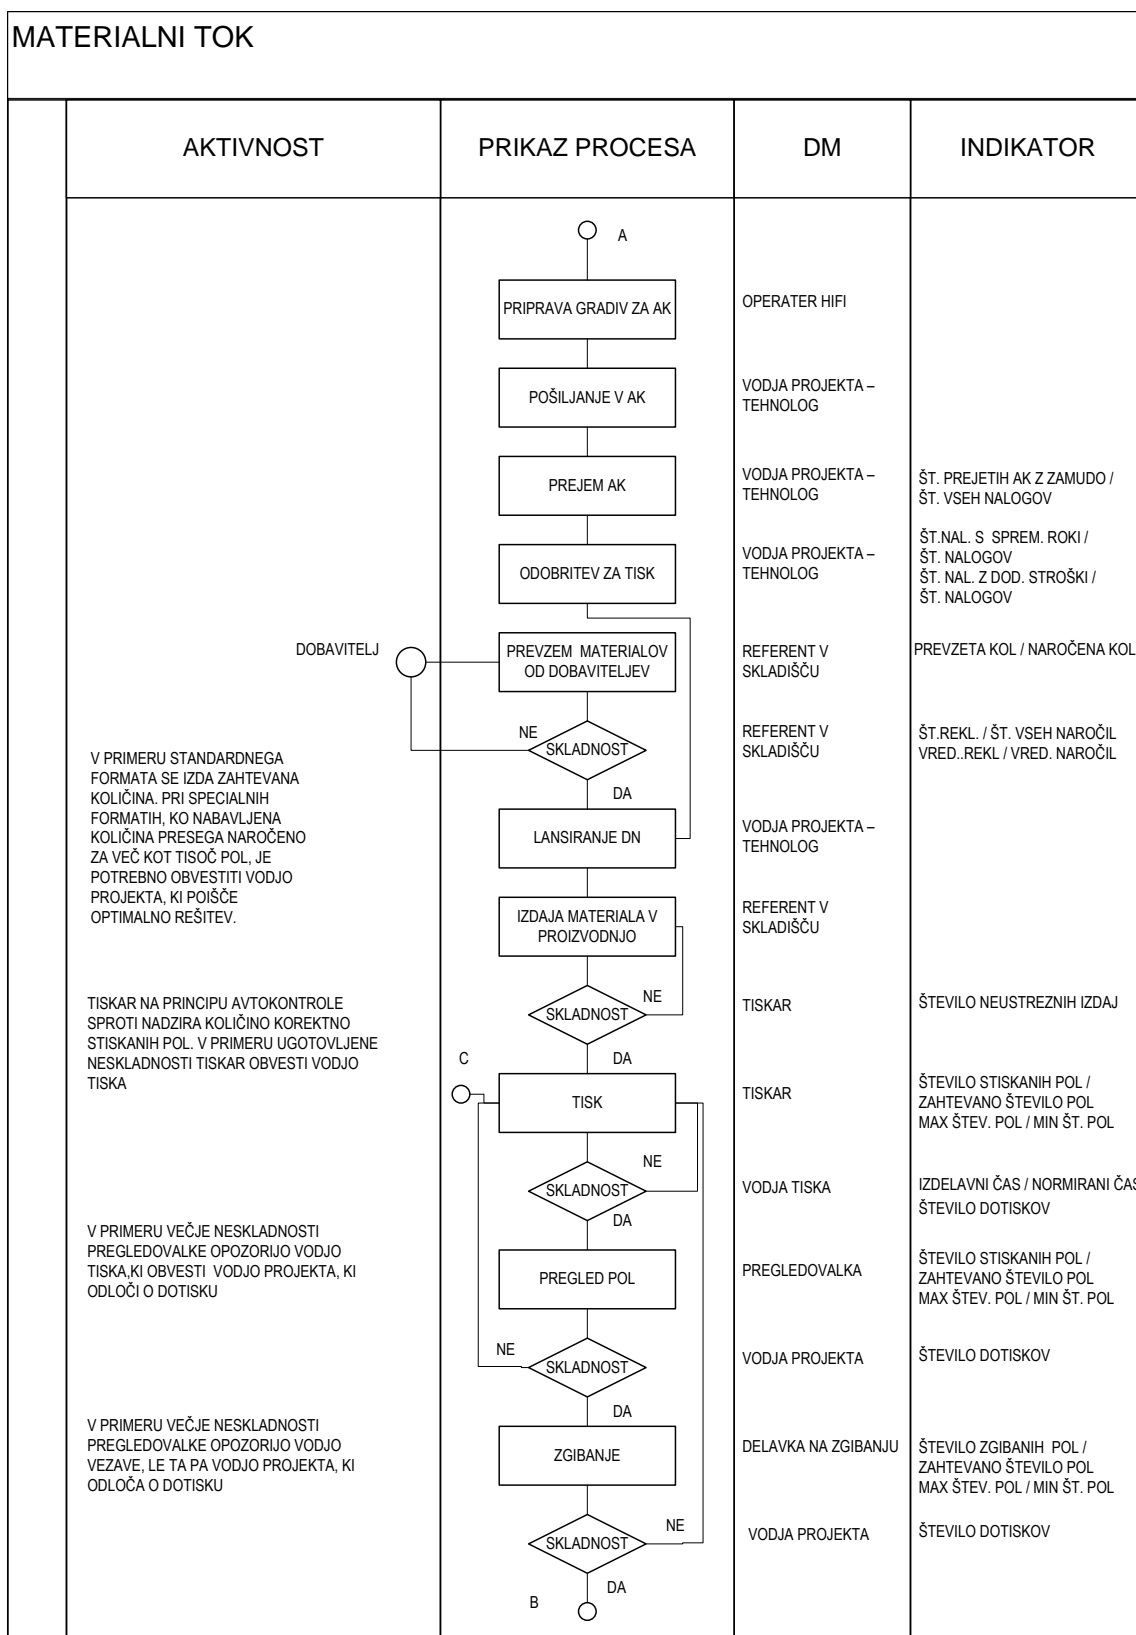 MATERIALNI TOK
AKTIVNOST
PRIKAZ PROCESA
DM
INDIKATOR
A
PRIPRAVA GRADIV ZA AK
OPERATER HIFI
POŠILJANJE V AK
VODJA PROJEKTA –
TEHNOLOG
PREJEM AK
VODJA PROJEKTA –
TEHNOLOG
ŠT. PREJETIH AK Z ZAMUDO /
ŠT. VSEH NALOGOV
ODOBRITEV ZA TISK
VODJA PROJEKTA –
TEHNOLOG
ŠT.NAL. S SPREM. ROKI /
ŠT. NALOGOV
ŠT. NAL. Z DOD. STROŠKI /
ŠT. NALOGOV
DOBAVITELJ
PREVZEM MATERIALOV
OD DOBAVITELJEV
REFERENT V
SKLADIŠČU
PREVZETA KOL / NAROČENA KOL
NE
SKLADNOST
DA
REFERENT V
SKLADIŠČU
ŠT.REKL. / ŠT. VSEH NAROČIL
VRED..REKL / VRED. NAROČIL
V PRIMERU STANDARDNEGA
FORMATA SE IZDA ZAHTEVANA
KOLIČINA. PRI SPECIALNIH
FORMATIH, KO NABAVLJENA
KOLIČINA PRESEGA NAROČENO
ZA VEČ KOT TISOČ POL, JE
POTREBNO OBVESTITI VODJO
PROJEKTA, KI POIŠČE
OPTIMALNO REŠITEV.
LANSIRANJE DN
VODJA PROJEKTA –
TEHNOLOG
IZDAJA MATERIALA V
PROIZVODNJO
REFERENT V
SKLADIŠČU
TISKAR NA PRINCIPU AVTOKONTROLE
SPROTI NADZIRA KOLIČINO KOREKTNO
STISKANIH POL. V PRIMERU UGOTOVLJENE
NESKLADNOSTI TISKAR OBVESTI VODJO
TISKA
SKLADNOST
NE
DA
TISKAR
ŠTEVILO NEUSTREZNIH IZDAJ
C
TISK
TISKAR
ŠTEVILO STISKANIH POL /
ZAHTEVANO ŠTEVILO POL
MAX ŠTEV. POL / MIN ŠT. POL
NE
SKLADNOST
DA
VODJA TISKA
IZDELAVNI ČAS / NORMIRANI ČAS
ŠTEVILO DOTISKOV
V PRIMERU VEČJE NESKLADNOSTI
PREGLEDOVALKE OPOZORIJO VODJO
TISKA,KI OBVESTI VODJO PROJEKTA, KI
ODLOČI O DOTISKU
PREGLED POL
PREGLEDOVALKA
ŠTEVILO STISKANIH POL /
ZAHTEVANO ŠTEVILO POL
MAX ŠTEV. POL / MIN ŠT. POL
NE
SKLADNOST
DA
VODJA PROJEKTA
ŠTEVILO DOTISKOV
V PRIMERU VEČJE NESKLADNOSTI
PREGLEDOVALKE OPOZORIJO VODJO
VEZAVE, LE TA PA VODJO PROJEKTA, KI
ODLOČA O DOTISKU
ZGIBANJE
DELAVKA NA ZGIBANJU
ŠTEVILO ZGIBANIH POL /
ZAHTEVANO ŠTEVILO POL
MAX ŠTEV. POL / MIN ŠT. POL
NE
SKLADNOST
DA
VODJA PROJEKTA
ŠTEVILO DOTISKOV
B